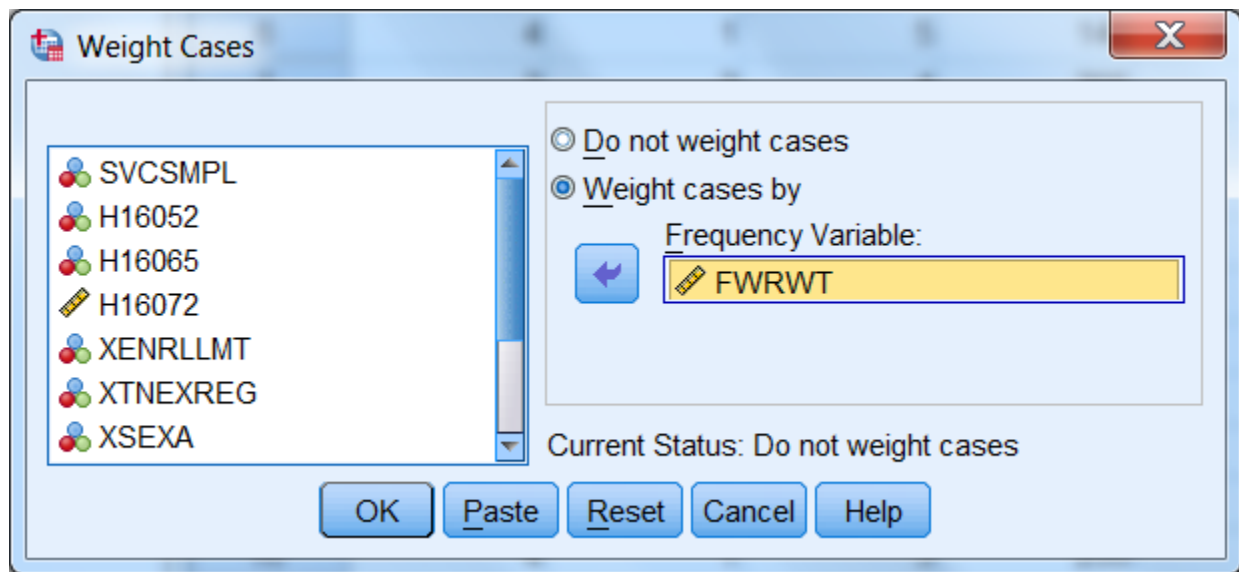 Weight Cases
SVCSMPL
H16052
H16065
H16072
XENRLLMT
XTNEXREG
XSEXA
Do not weight cases
Weight cases by
Frequency Variable:
FWRWT
Current Status: Do not weight cases
OK
Paste
Reset
Cancel
Help